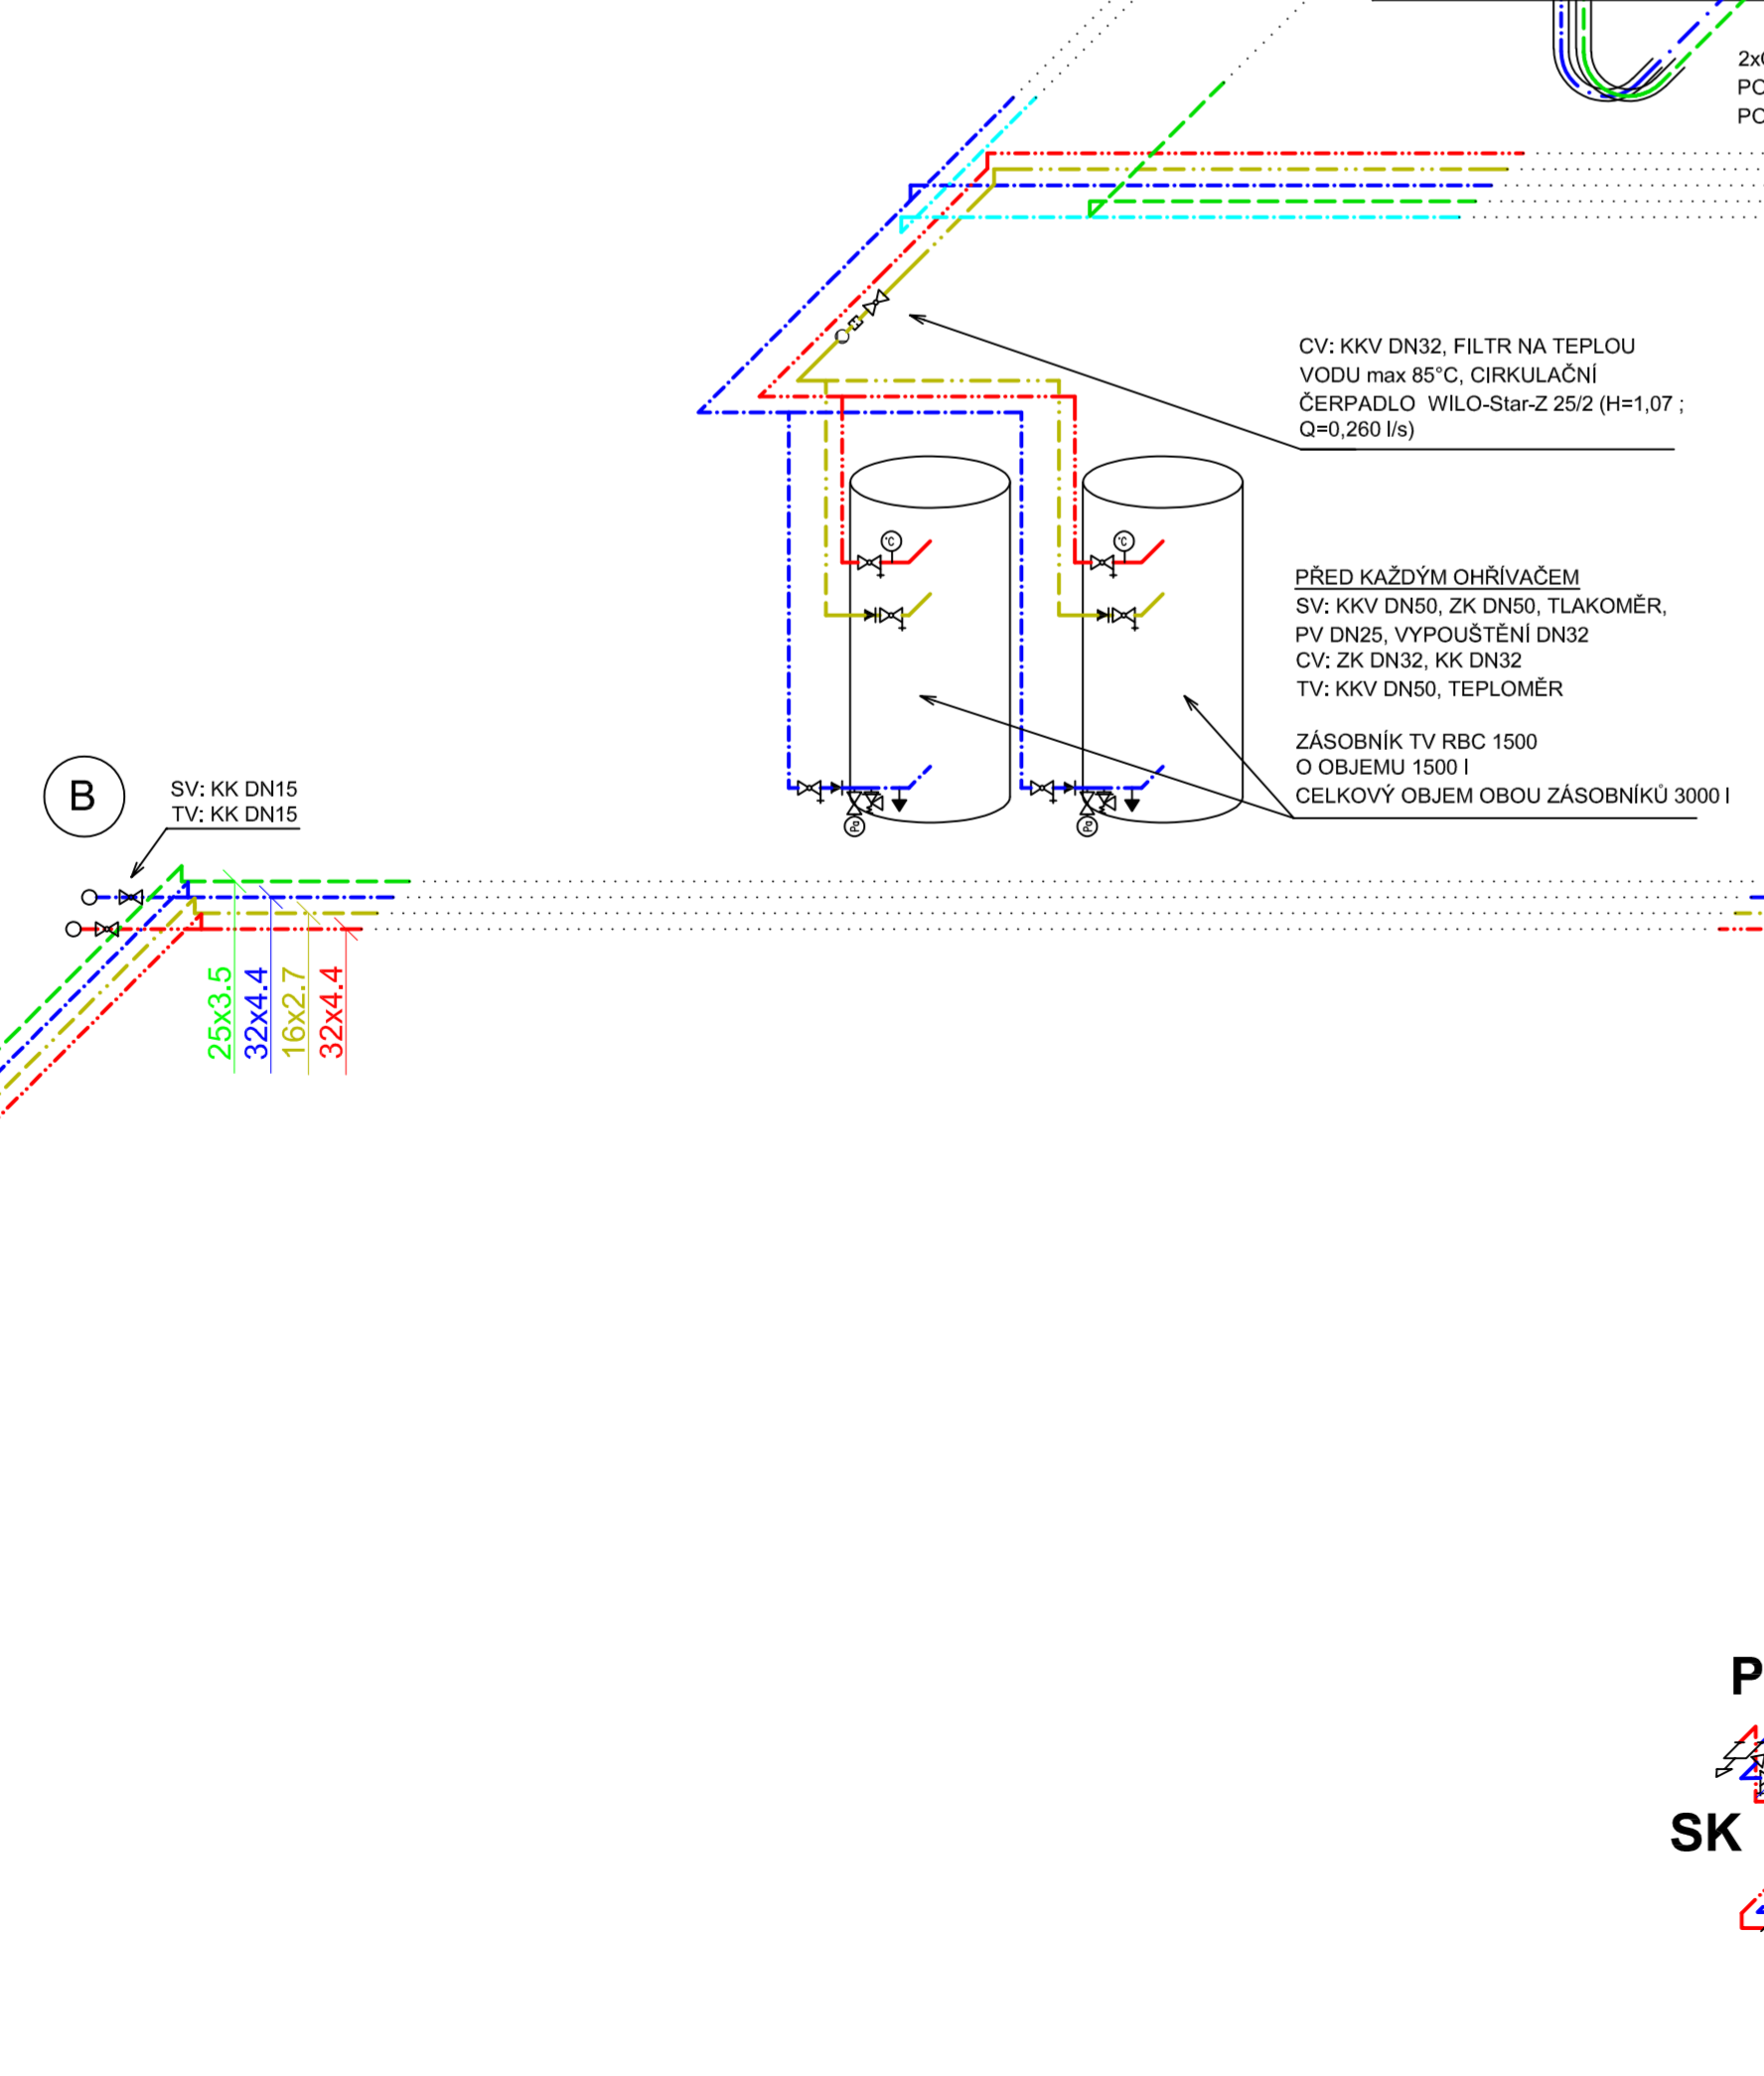 CV: KKV DN32, FILTR NA TEPLOU
VODU max 85°C, CIRKULAČNÍ
ČERPADLO WILO-Star-Z 25/2 (H=1,07 ;
Q=0,260 l/s)
°C
°C
PŘED KAŽDÝM OHŘÍVAČEM
SV: KKV DN50, ZK DN50, TLAKOMĚR,
PV DN25, VYPOUŠTĚNÍ DN32
CV: ZK DN32, KK DN32
TV: KKV DN50, TEPLOMĚR
ZÁSOBNÍK TV RBC 1500
O OBJEMU 1500 l
CELKOVÝ OBJEM OBOU ZÁSOBNÍKŮ 3000 l
Pa
Pa
B
SV: KK DN15
TV: KK DN15
25x3.5
32x4.4
16x2.7
32x4.4
SK